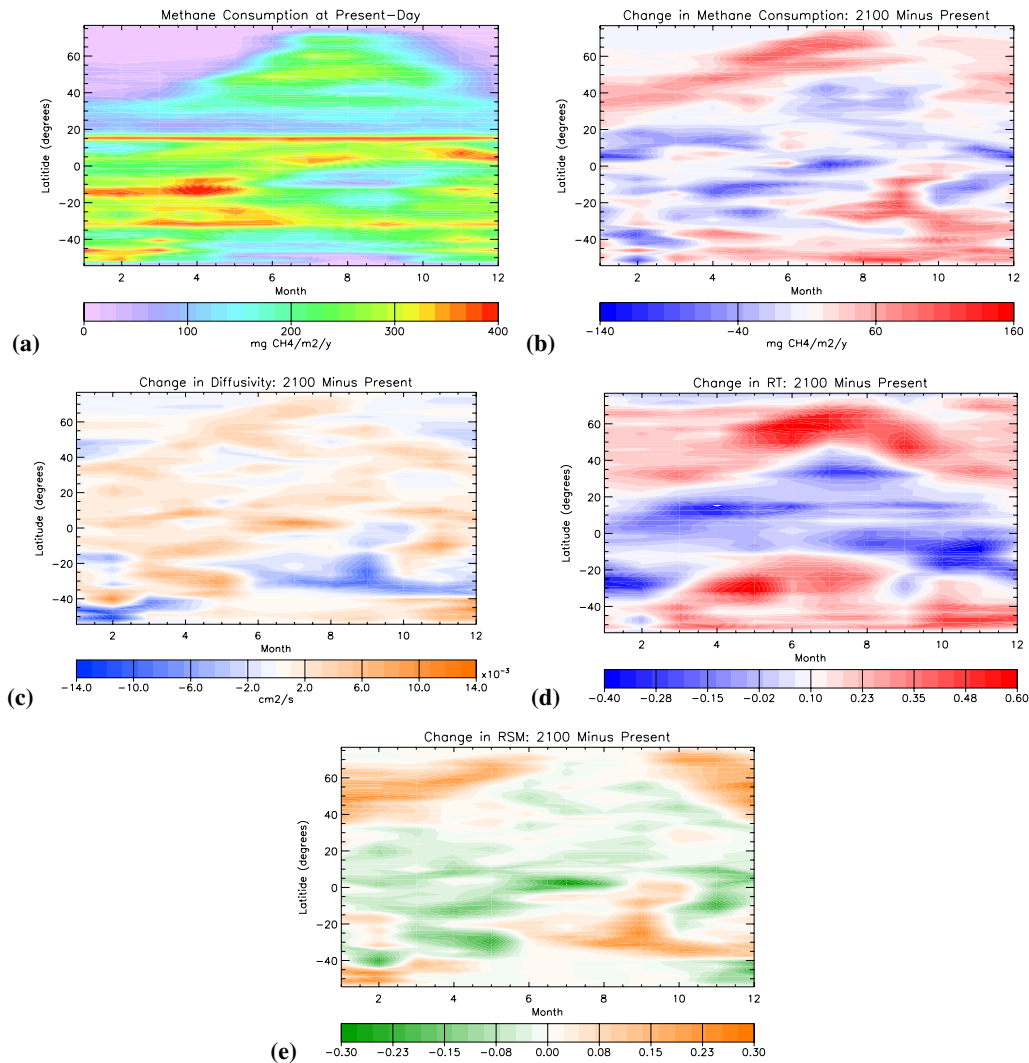 Methane Consumption at Present-Day
Latitide (degrees)
60
40
20
0
-20
-40
2 4 6 8 10 12
Month
0 100 200 300 400
mg CH4/m2/y
(a)
Change in Methane Consumption: 2100 Minus Present
Latitide (degrees)
60
40
20
0
-20
-40
2 4 6 8 10 12
Month
-140 -40 60 160
mg CH4/m2/y
(b)
Change in Diffusivity: 2100 Minus Present
Latitude (degrees)
60
40
20
0
-20
-40
2 4 6 8 10 12
Month
-14.0 -10.0 -6.0 -2.0 2.0 6.0 10.0 14.0
x10-3
cm2/s
(c)
Change in RT: 2100 Minus Present
Latitude (degrees)
60
40
20
0
-20
-40
2 4 6 8 10 12
Month
-0.40 -0.28 -0.15 -0.02 0.10 0.23 0.35 0.48 0.60
(d)
Change in RSM: 2100 Minus Present
Latitide (degrees)
60
40
20
0
-20
-40
2 4 6 8 10 12
Month
-0.30 -0.23 -0.15 -0.08 0.00 0.08 0.15 0.23 0.30
(e)